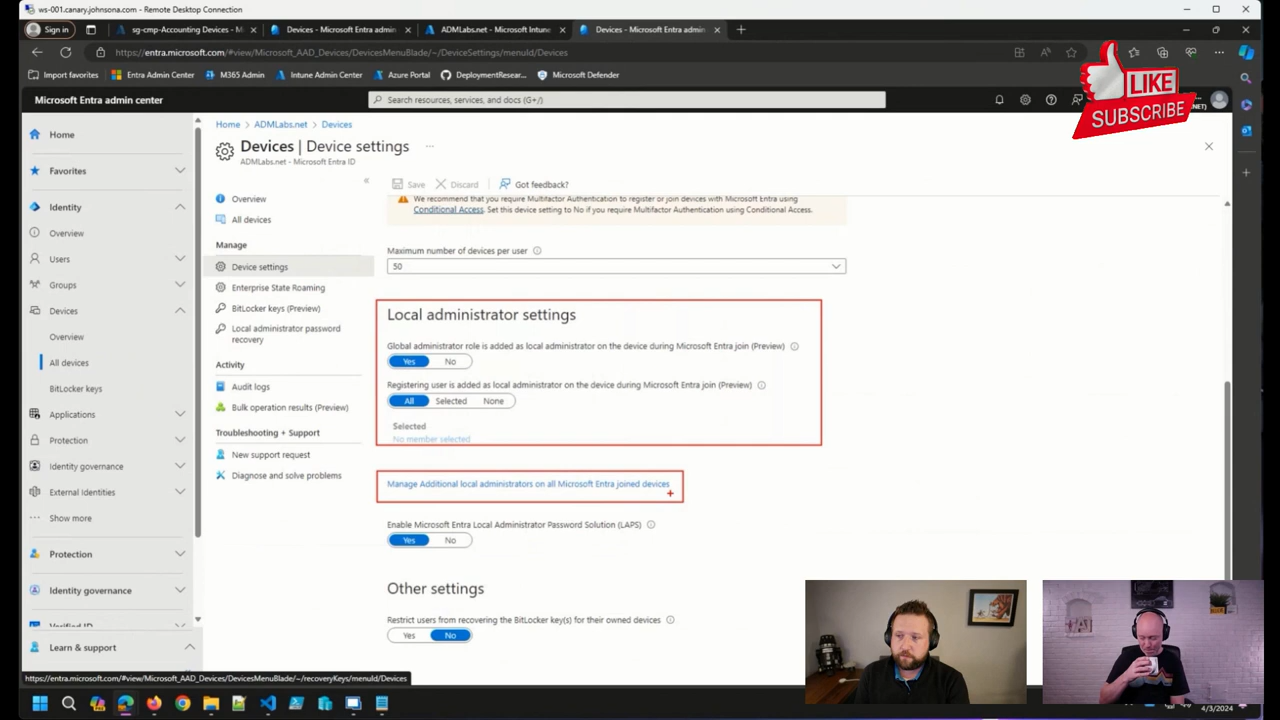 ws-001.canary.johnsona.com - Remote Desktop Connection
Sign in
sg-cmp-Accounting Devices - M
Devices - Microsoft Entra admin
ADMLabs.net - Microsoft Intune
Devices - Microsoft Entra admin
https://entra.microsoft.com/#view/Microsoft_AAD_Devices/DevicesMenuBlade/~/DeviceSettings/menuId/Devices
Import favorites
Entra Admin Center
M365 Admin
Intune Admin Center
Azure Portal
DeploymentResear...
Microsoft Defender
LIKE
SUBSCRIBE
Microsoft Entra admin center
Search resources, services, and docs (G+/)
Home
Favorites
Identity
Overview
Users
Groups
Devices
Overview
All devices
BitLocker keys
Applications
Protection
Identity governance
External Identities
Show more
Protection
Identity governance
Verified ID
Learn & support
Home
ADMLabs.net
Devices
Devices | Device settings
...
ADMLabs.net - Microsoft Entra ID
Overview
All devices
Manage
Device settings
Enterprise State Roaming
BitLocker keys (Preview)
Local administrator password
recovery
Activity
Audit logs
Bulk operation results (Preview)
Troubleshooting + Support
New support request
Diagnose and solve problems
Save
Discard
Got feedback?
We recommend that you require Multifactor Authentication to register or join devices with Microsoft Entra using
Conditional Access. Set this device setting to No if you require Multifactor Authentication using Conditional Access.
Maximum number of devices per user
50
Local administrator settings
Global administrator role is added as local administrator on the device during Microsoft Entra join (Preview)
Yes
No
Registering user is added as local administrator on the device during Microsoft Entra join (Preview)
All
Selected
None
Selected
No member selected
Manage Additional local administrators on all Microsoft Entra joined devices
Enable Microsoft Entra Local Administrator Password Solution (LAPS)
Yes
No
Other settings
Restrict users from recovering the BitLocker key(s) for their owned devices
Yes
No
https://entra.microsoft.com/#view/Microsoft_AAD_Devices/DevicesMenuBlade/~/recoveryKeys/menuId/Devices
4/3/2024